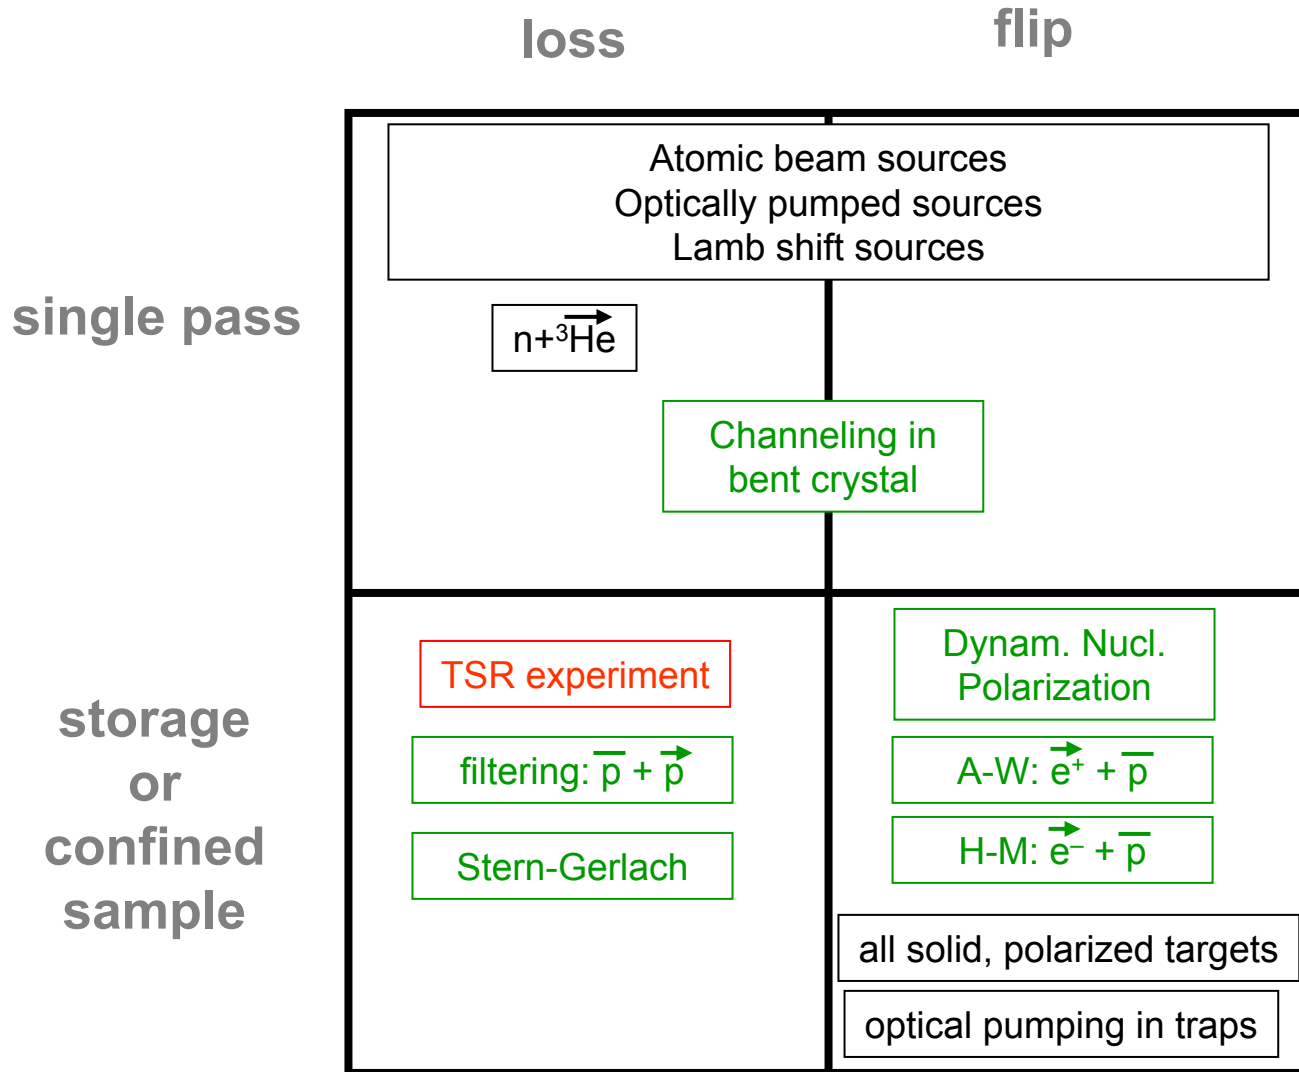 loss
flip
Atomic beam sources
Optically pumped sources
Lamb shift sources
single pass
n+³H⃗e
Channeling in
bent crystal
storage
or
confined
sample
TSR experiment
filtering: p̅ + p⃗
Stern-Gerlach
Dynam. Nucl.
Polarization
A-W: e⃗⁺ + p̅
H-M: e⃗⁻ + p̅
all solid, polarized targets
optical pumping in traps